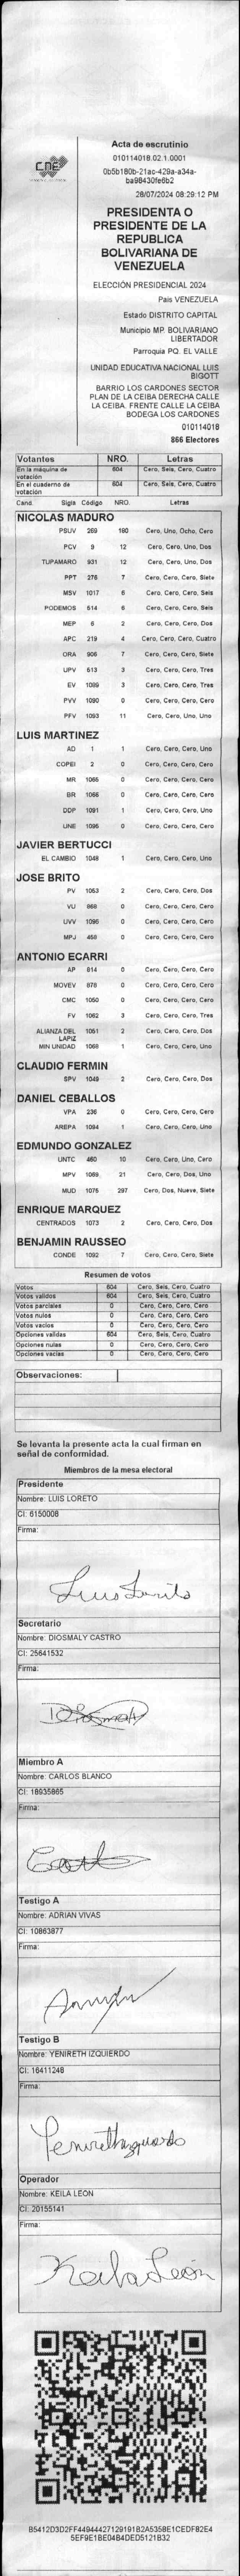 CNE
Acta de escrutinio
010114018.02.1.0001
0b5b180b-21ac-429a-a34a-
ba98430fe6b2
28/07/2024 08:29:12 PM
PRESIDENTA O
PRESIDENTE DE LA
REPUBLICA
BOLIVARIANA DE
VENEZUELA
ELECCIÓN PRESIDENCIAL 2024
Pais VENEZUELA
Estado DISTRITO CAPITAL
Municipio MP. BOLIVARIANO
LIBERTADOR
Parroquia PQ. EL VALLE
UNIDAD EDUCATIVA NACIONAL LUIS
BIGOTT
BARRIO LOS CARDONES SECTOR
PLAN DE LA CEIBA DERECHA CALLE
LA CEIBA. FRENTE CALLE LA CEIBA
BODEGA LOS CARDONES
010114018
866 Electores
Votantes NRO. Letras
En la máquina de votación 604 Cero, Seis, Cero, Cuatro
En el cuaderno de votación 604 Cero, Seis, Cero, Cuatro
Cand. Sigla Código NRO. Letras
NICOLAS MADURO
PSUV 269 180 Cero, Uno, Ocho, Cero
PCV 9 12 Cero, Cero, Uno, Dos
TUPAMARO 931 12 Cero, Cero, Uno, Dos
PPT 275 7 Cero, Cero, Cero, Siete
MSV 1017 6 Cero, Cero, Cero, Seis
PODEMOS 514 6 Cero, Cero, Cero, Seis
MEP 6 2 Cero, Cero, Cero, Dos
APC 219 4 Cero, Cero, Cero, Cuatro
ORA 906 7 Cero, Cero, Cero, Siete
UPV 513 3 Cero, Cero, Cero, Tres
EV 1089 3 Cero, Cero, Cero, Tres
PVV 1090 0 Cero, Cero, Cero, Cero
PFV 1093 11 Cero, Cero, Uno, Uno
LUIS MARTINEZ
AD 1 1 Cero, Cero, Cero, Uno
COPEI 2 0 Cero, Cero, Cero, Cero
MR 1065 0 Cero, Cero, Cero, Cero
BR 1066 0 Cero, Cero, Cero, Cero
DDP 1091 1 Cero, Cero, Cero, Uno
UNE 1095 0 Cero, Cero, Cero, Cero
JAVIER BERTUCCI
EL CAMBIO 1048 1 Cero, Cero, Cero, Uno
JOSE BRITO
PV 1053 2 Cero, Cero, Cero, Dos
VU 868 0 Cero, Cero, Cero, Cero
UVV 1096 0 Cero, Cero, Cero, Cero
MPJ 458 0 Cero, Cero, Cero, Cero
ANTONIO ECARRI
AP 814 0 Cero, Cero, Cero, Cero
MOVEV 878 0 Cero, Cero, Cero, Cero
CMC 1050 0 Cero, Cero, Cero, Cero
FV 1062 3 Cero, Cero, Cero, Tres
ALIANZA DEL LAPIZ 1051 2 Cero, Cero, Cero, Dos
MIN UNIDAD 1068 1 Cero, Cero, Cero, Uno
CLAUDIO FERMIN
SPV 1049 2 Cero, Cero, Cero, Dos
DANIEL CEBALLOS
VPA 236 0 Cero, Cero, Cero, Cero
AREPA 1094 1 Cero, Cero, Cero, Uno
EDMUNDO GONZALEZ
UNTC 460 10 Cero, Cero, Uno, Cero
MPV 1069 21 Cero, Cero, Dos, Uno
MUD 1075 297 Cero, Dos, Nueve, Siete
ENRIQUE MARQUEZ
CENTRADOS 1073 2 Cero, Cero, Cero, Dos
BENJAMIN RAUSSEO
CONDE 1092 7 Cero, Cero, Cero, Siete
Resumen de votos
Votos 604 Cero, Seis, Cero, Cuatro
Votos validos 604 Cero, Seis, Cero, Cuatro
Votos parciales 0 Cero, Cero, Cero, Cero
Votos nulos 0 Cero, Cero, Cero, Cero
Votos vacios 0 Cero, Cero, Cero, Cero
Opciones validas 604 Cero, Seis, Cero, Cuatro
Opciones nulas 0 Cero, Cero, Cero, Cero
Opciones vacias 0 Cero, Cero, Cero, Cero
Observaciones:
Se levanta la presente acta la cual firman en
señal de conformidad.
Miembros de la mesa electoral
Presidente
Nombre: LUIS LORETO
CI: 6150008
Firma:
Luis Loreto
Secretario
Nombre: DIOSMALY CASTRO
CI: 25641532
Firma:
Diosmaly
Miembro A
Nombre: CARLOS BLANCO
CI: 16935865
Firma:
Testigo A
Nombre: ADRIAN VIVAS
CI: 10863877
Firma:
Testigo B
Nombre: YENIRETH IZQUIERDO
CI: 16411248
Firma:
Yenireth Izquierdo
Operador
Nombre: KEILA LEÓN
CI: 20155141
Firma:
Keila León
B5412D3D2FF44944427129191B2A5358E1CEDF82E4
5EF9E1BE04B4DED5121B32